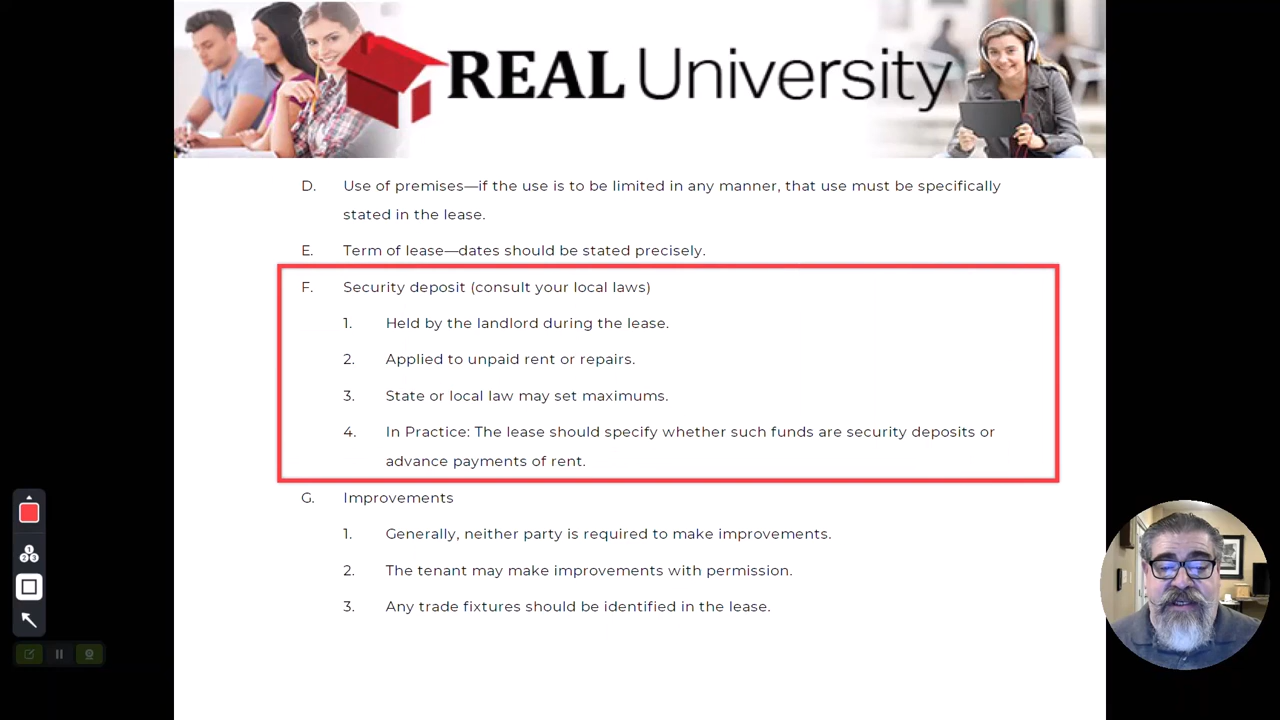 REAL University
D. Use of premises—if the use is to be limited in any manner, that use must be specifically
stated in the lease.
E. Term of lease—dates should be stated precisely.
F. Security deposit (consult your local laws)
1. Held by the landlord during the lease.
2. Applied to unpaid rent or repairs.
3. State or local law may set maximums.
4. In Practice: The lease should specify whether such funds are security deposits or
advance payments of rent.
G. Improvements
1. Generally, neither party is required to make improvements.
2. The tenant may make improvements with permission.
3. Any trade fixtures should be identified in the lease.